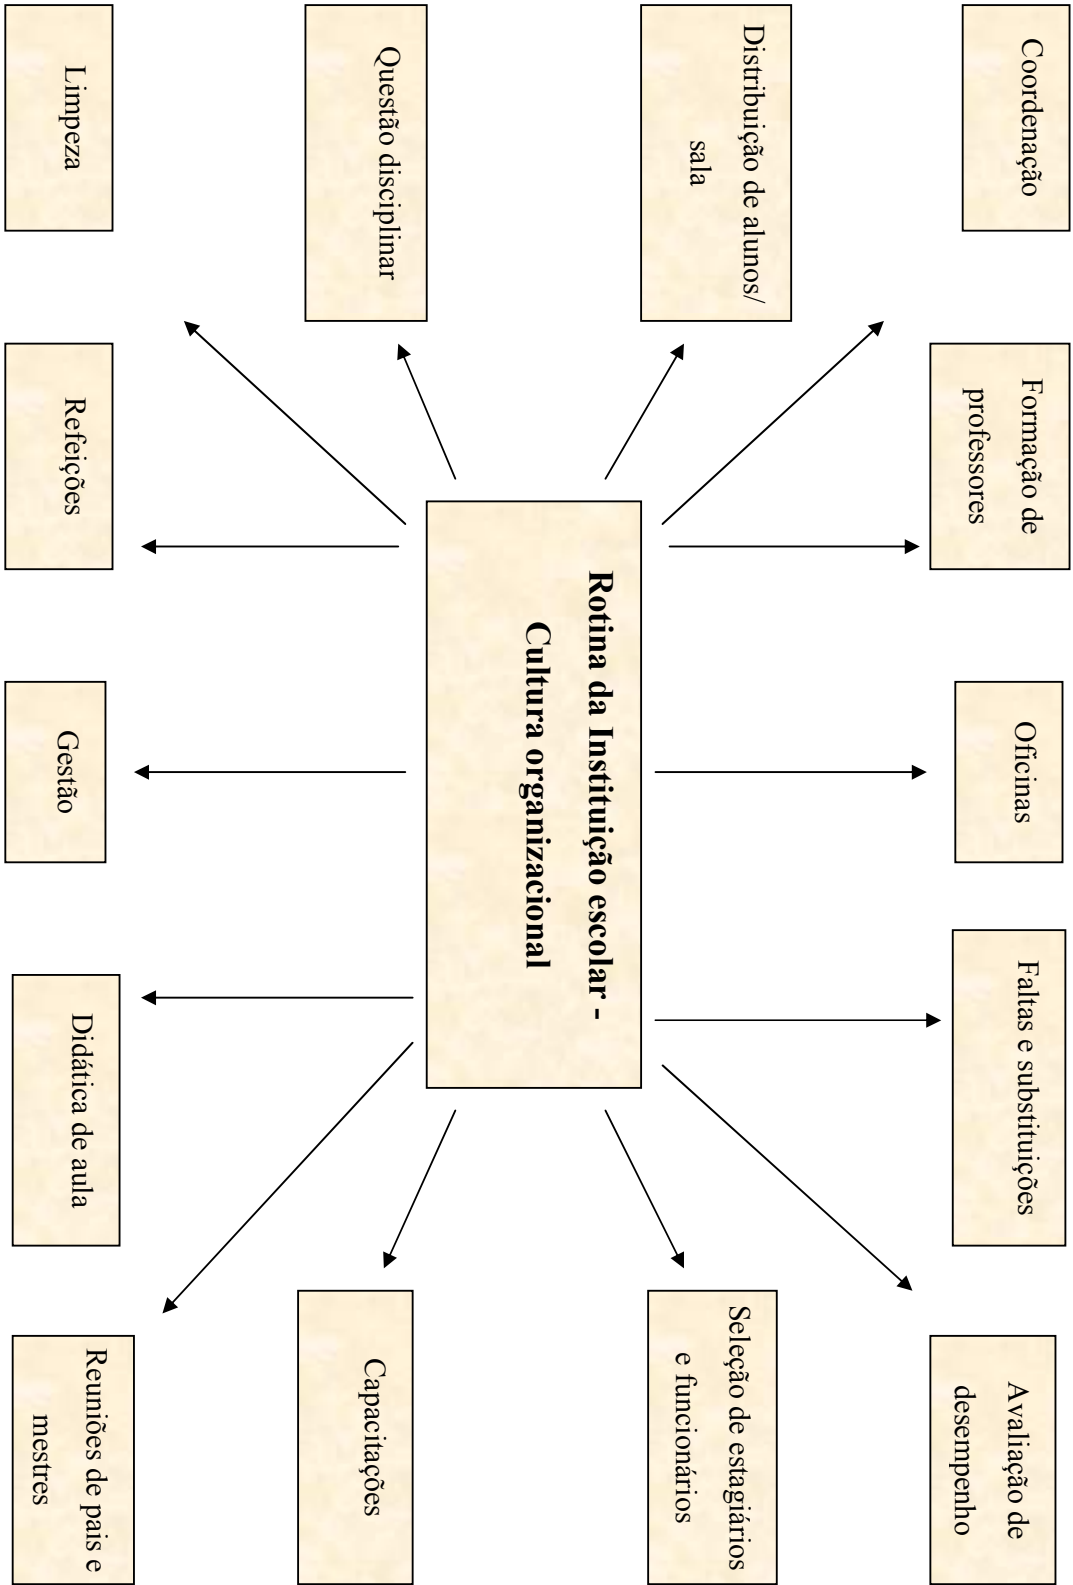 Coordenação
Formação de
professores
Oficinas
Faltas e substituições
Avaliação de
desempenho
Distribuição de alunos/
sala
Seleção de estagiários
e funcionários
Rotina da Instituição escolar -
Cultura organizacional
Questão disciplinar
Capacitações
Limpeza
Refeições
Gestão
Didática de aula
Reuniões de pais e
mestres